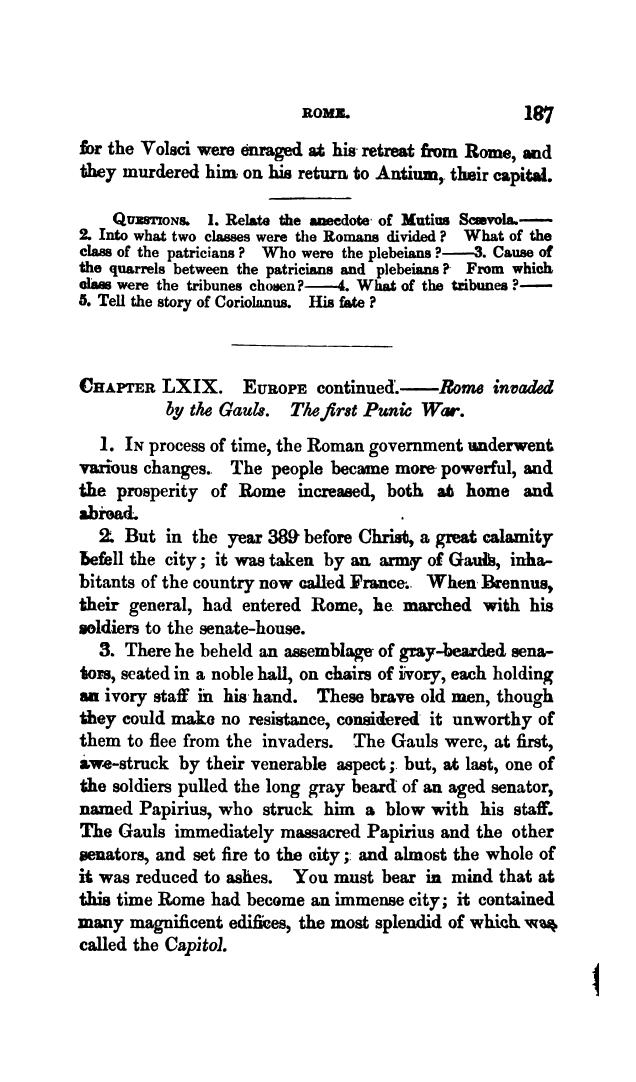 ROME. 187
for the Volsci were enraged at his retreat from Rome, and
they murdered him on his return to Antium, their capital.
QUESTIONS. 1. Relate the anecdote of Mutius Scævola.——
2. Into what two classes were the Romans divided? What of the
class of the patricians? Who were the plebeians?——3. Cause of
the quarrels between the patricians and plebeians? From which
class were the tribunes chosen?——4. What of the tribunes?——
5. Tell the story of Coriolanus. His fate?
CHAPTER LXIX. EUROPE continued.——Rome invaded
by the Gauls. The first Punic War.
1. IN process of time, the Roman government underwent
various changes. The people became more powerful, and
the prosperity of Rome increased, both at home and
abroad.
2. But in the year 389 before Christ, a great calamity
befell the city; it was taken by an army of Gauls, inha-
bitants of the country now called France. When Brennus,
their general, had entered Rome, he marched with his
soldiers to the senate-house.
3. There he beheld an assemblage of gray-bearded sena-
tors, seated in a noble hall, on chairs of ivory, each holding
an ivory staff in his hand. These brave old men, though
they could make no resistance, considered it unworthy of
them to flee from the invaders. The Gauls were, at first,
awe-struck by their venerable aspect; but, at last, one of
the soldiers pulled the long gray beard of an aged senator,
named Papirius, who struck him a blow with his staff.
The Gauls immediately massacred Papirius and the other
senators, and set fire to the city; and almost the whole of
it was reduced to ashes. You must bear in mind that at
this time Rome had become an immense city; it contained
many magnificent edifices, the most splendid of which was
called the Capitol.